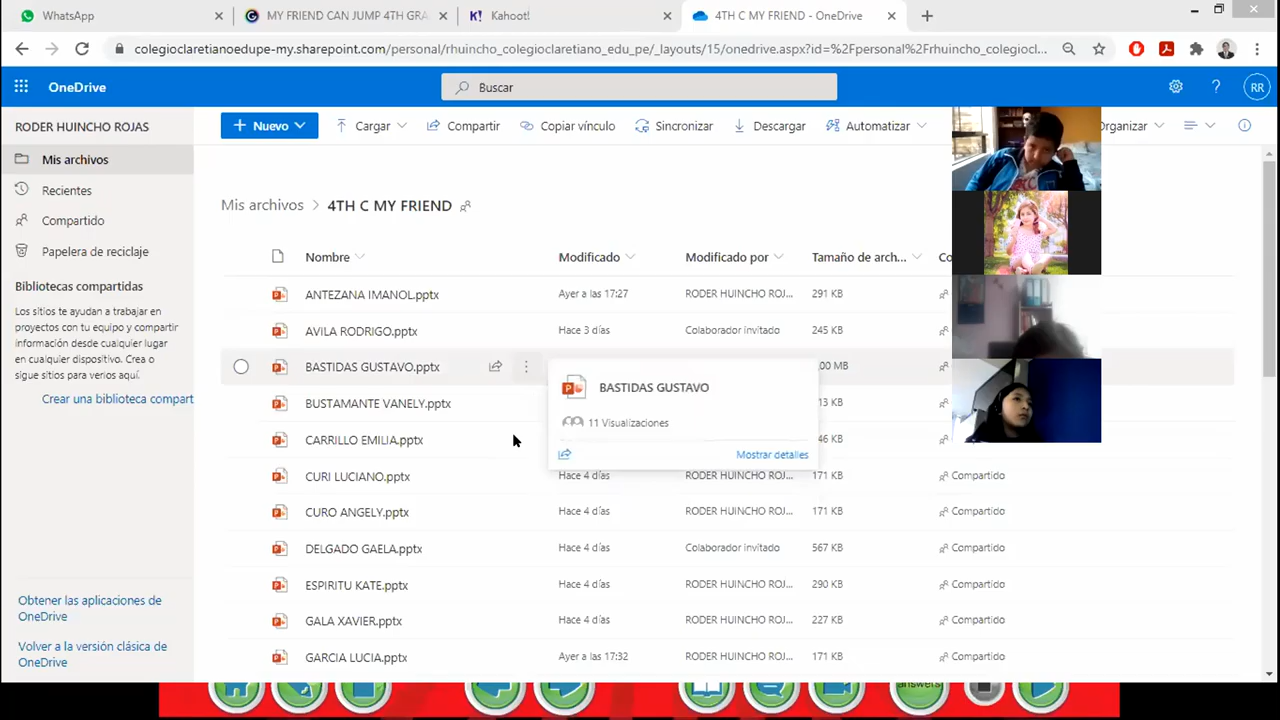 WhatsApp
MY FRIEND CAN JUMP 4TH GRA
Kahoot!
4TH C MY FRIEND - OneDrive
colegioclaretianoedupe-my.sharepoint.com/personal/rhuincho_colegioclaretiano_edu_pe/_layouts/15/onedrive.aspx?id=%2Fpersonal%2Frhuincho_colegiocl...
OneDrive
Buscar
RR
RODER HUINCHO ROJAS
Nuevo
Cargar
Compartir
Copiar vínculo
Sincronizar
Descargar
Automatizar
Organizar
Mis archivos
Recientes
Compartido
Papelera de reciclaje
Bibliotecas compartidas
Los sitios te ayudan a trabajar en
proyectos con tu equipo y compartir
información desde cualquier lugar
en cualquier dispositivo. Crea o
sigue sitios para verlos aquí.
Crear una biblioteca compart
Obtener las aplicaciones de
OneDrive
Volver a la versión clásica de
OneDrive
Mis archivos > 4TH C MY FRIEND
Nombre Modificado Modificado por Tamaño de arch... Co
ANTEZANA IMANOL.pptx Ayer a las 17:27 RODER HUINCHO ROJ... 291 KB
AVILA RODRIGO.pptx Hace 3 días Colaborador invitado 245 KB
BASTIDAS GUSTAVO.pptx .00 MB
BUSTAMANTE VANELY.pptx 13 KB
CARRILLO EMILIA.pptx 46 KB
BASTIDAS GUSTAVO
11 Visualizaciones
Mostrar detalles
CURI LUCIANO.pptx Hace 4 días RODER HUINCHO ROJ... 171 KB Compartido
CURO ANGELY.pptx Hace 4 días RODER HUINCHO ROJ... 171 KB Compartido
DELGADO GAELA.pptx Hace 4 días Colaborador invitado 567 KB Compartido
ESPIRITU KATE.pptx Hace 4 días RODER HUINCHO ROJ... 290 KB Compartido
GALA XAVIER.pptx Hace 4 días RODER HUINCHO ROJ... 227 KB Compartido
GARCIA LUCIA.pptx Ayer a las 17:32 RODER HUINCHO ROJ... 171 KB Compartido
answers